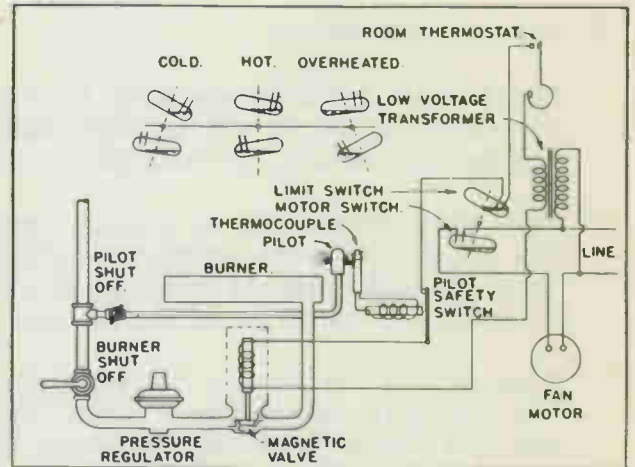 ROOM THERMOSTAT.
COLD. HOT. OVERHEATED.
LOW VOLTAGE
TRANSFORMER
LIMIT SWITCH
MOTOR SWITCH.
THERMOCOUPLE
PILOT
LINE
PILOT
SHUT
OFF.
BURNER.
PILOT
SAFETY
SWITCH
BURNER
SHUT
OFF
FAN
MOTOR
PRESSURE
REGULATOR
MAGNETIC
VALVE